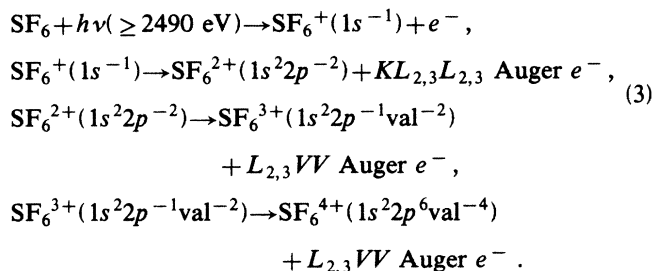 SF₆ + hν(≥ 2490 eV) → SF₆⁺(1s⁻¹) + e⁻ ,
SF₆⁺(1s⁻¹) → SF₆²⁺(1s²2p⁻²) + KL₂,₃L₂,₃ Auger e⁻ ,
(3)
SF₆²⁺(1s²2p⁻²) → SF₆³⁺(1s²2p⁻¹val⁻²)
+ L₂,₃VV Auger e⁻ ,
SF₆³⁺(1s²2p⁻¹val⁻²) → SF₆⁴⁺(1s²2p⁶val⁻⁴)
+ L₂,₃VV Auger e⁻ .